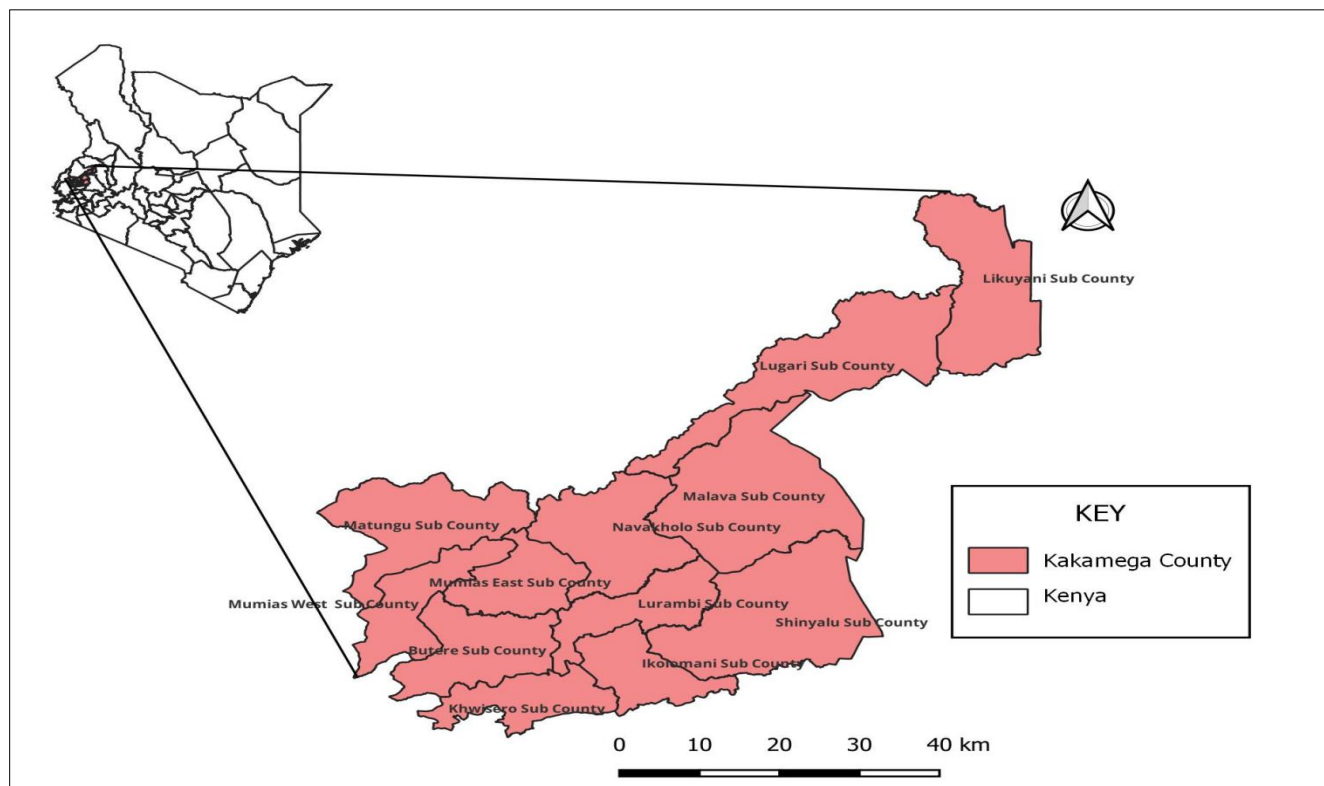 Likuyani Sub County
Lugari Sub County
Malava Sub County
Matungu Sub County
Navakholo Sub County
Mumias East Sub County
Mumias West  Sub County
Lurambi Sub County
Shinyalu Sub County
Butere Sub County
Ikolomani Sub County
Khwisero Sub County
KEY
Kakamega County
Kenya
0 10 20 30 40 km